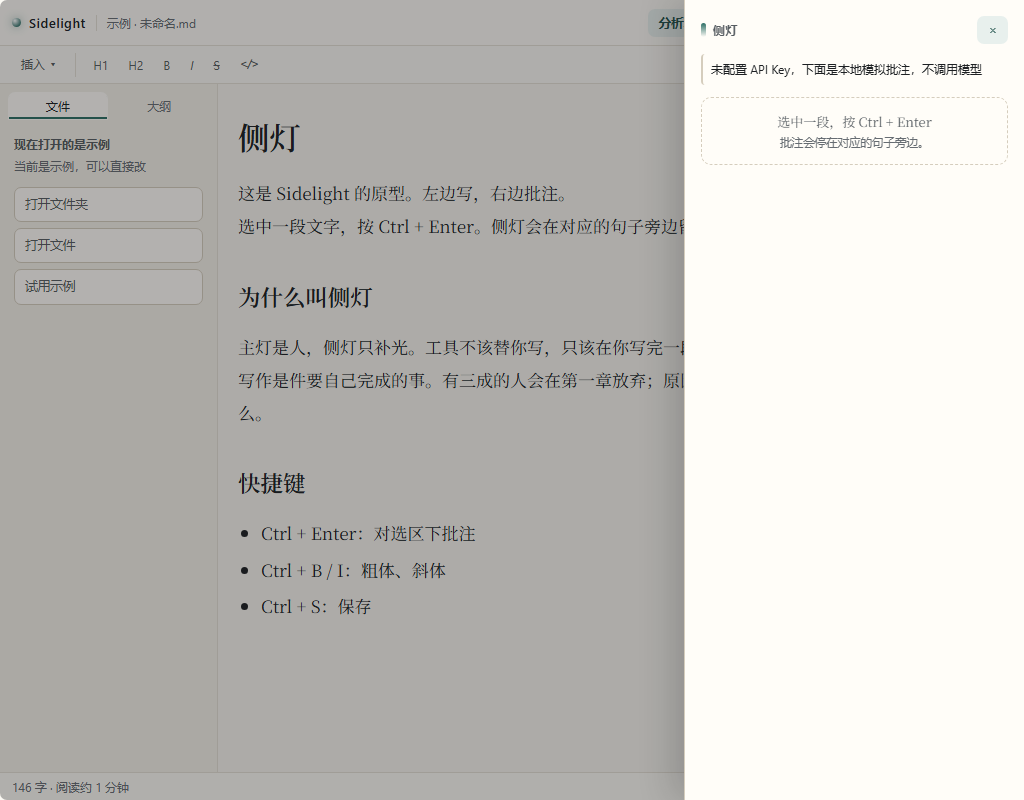 Sidelight
示例 · 未命名.md
分析
插入
H1 H2 B I S </>
文件
大纲
现在打开的是示例
当前是示例，可以直接改
打开文件夹
打开文件
试用示例
侧灯
这是 Sidelight 的原型。左边写，右边批注。
选中一段文字，按 Ctrl + Enter。侧灯会在对应的句子旁边
为什么叫侧灯
主灯是人，侧灯只补光。工具不该替你写，只该在你写完一
写作是件要自己完成的事。有三成的人会在第一章放弃；原
么。
快捷键
Ctrl + Enter：对选区下批注
Ctrl + B / I：粗体、斜体
Ctrl + S：保存
146 字 · 阅读约 1 分钟
侧灯
×
未配置 API Key，下面是本地模拟批注，不调用模型
选中一段，按 Ctrl + Enter
批注会停在对应的句子旁边。